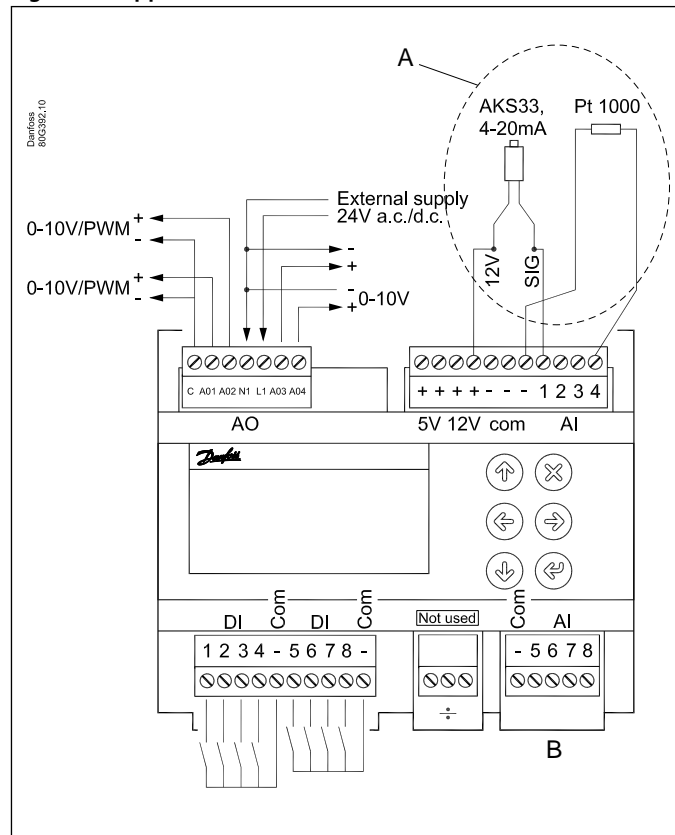 A
AKS33,
4-20mA
Pt 1000
Danfoss
80G392.10
External supply
24V a.c./d.c.
0-10V/PWM + -
- +
12V
SIG
0-10V/PWM + -
- + 0-10V
C A01 A02 N1 L1 A03 A04
+ + + + - - - 1 2 3 4
AO
5V 12V com AI
Danfoss
DI Com DI Com
Not used
Com AI
1 2 3 4 - 5 6 7 8 -
- 5 6 7 8
÷
B